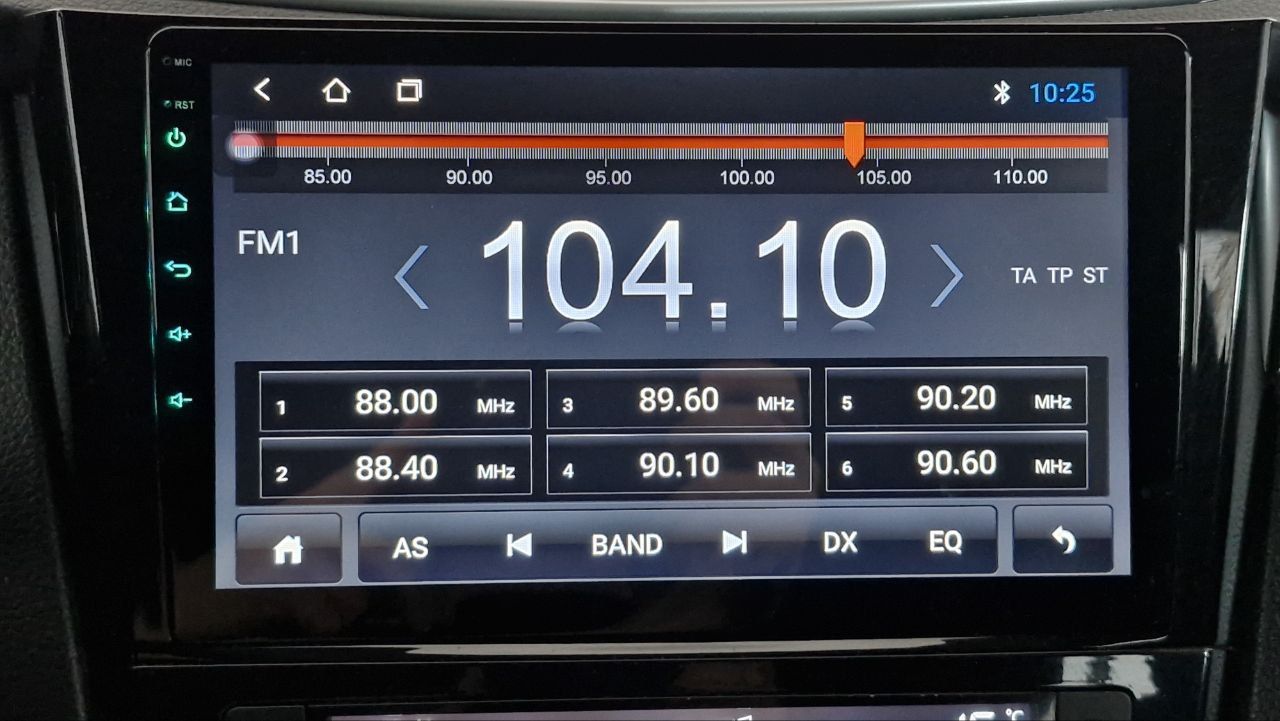 MIC
RST
10:25
85.00 90.00 95.00 100.00 105.00 110.00
FM1
104.10
TA TP ST
1 88.00 MHz
3 89.60 MHz
5 90.20 MHz
2 88.40 MHz
4 90.10 MHz
6 90.60 MHz
AS BAND DX EQ
°C